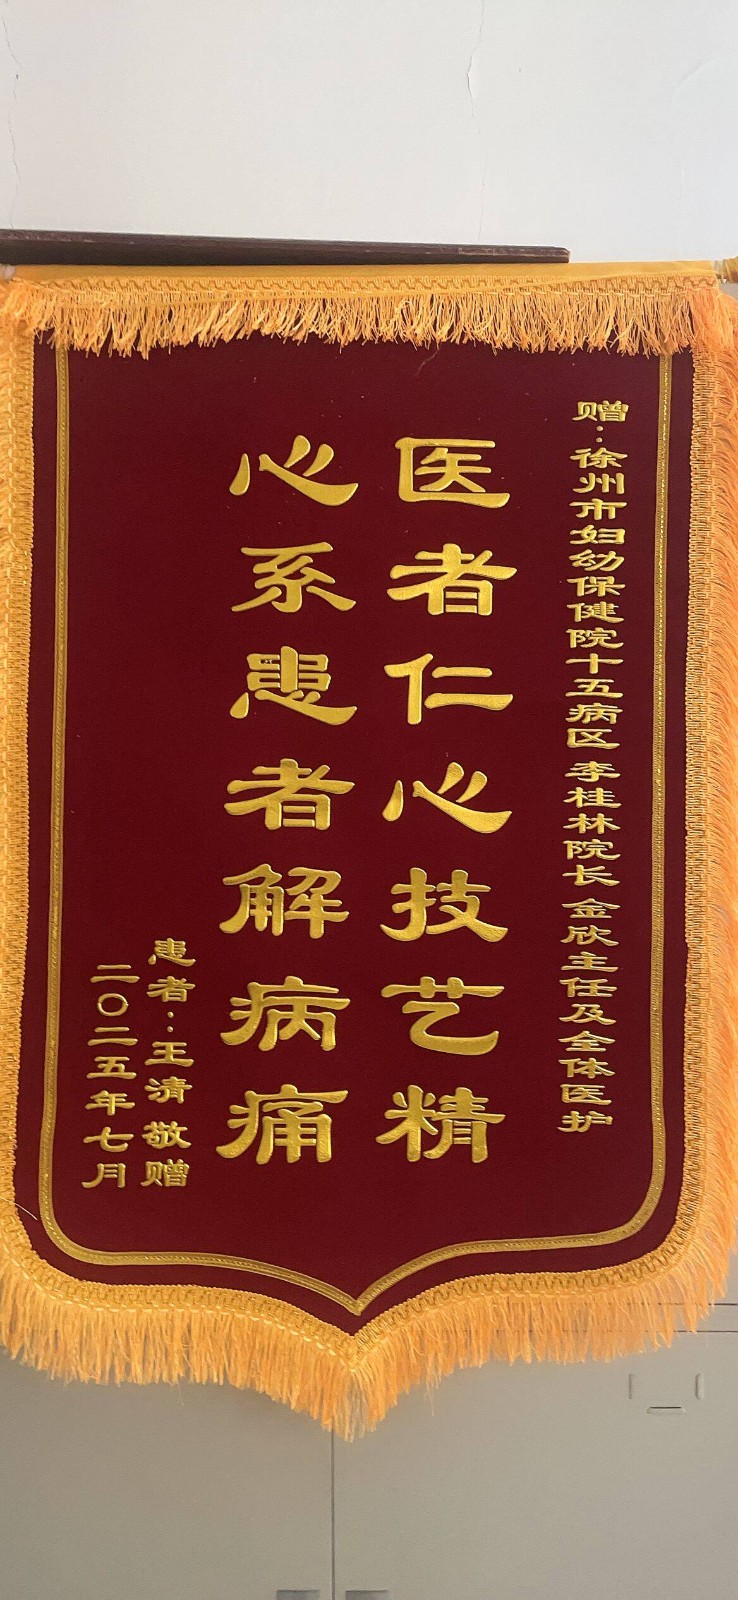 赠：徐州市妇幼保健院十五病区 李桂林院长 金欣主任及全体医护
医者仁心技艺精
心系患者解病痛
患者：王清 敬赠
二〇二五年七月